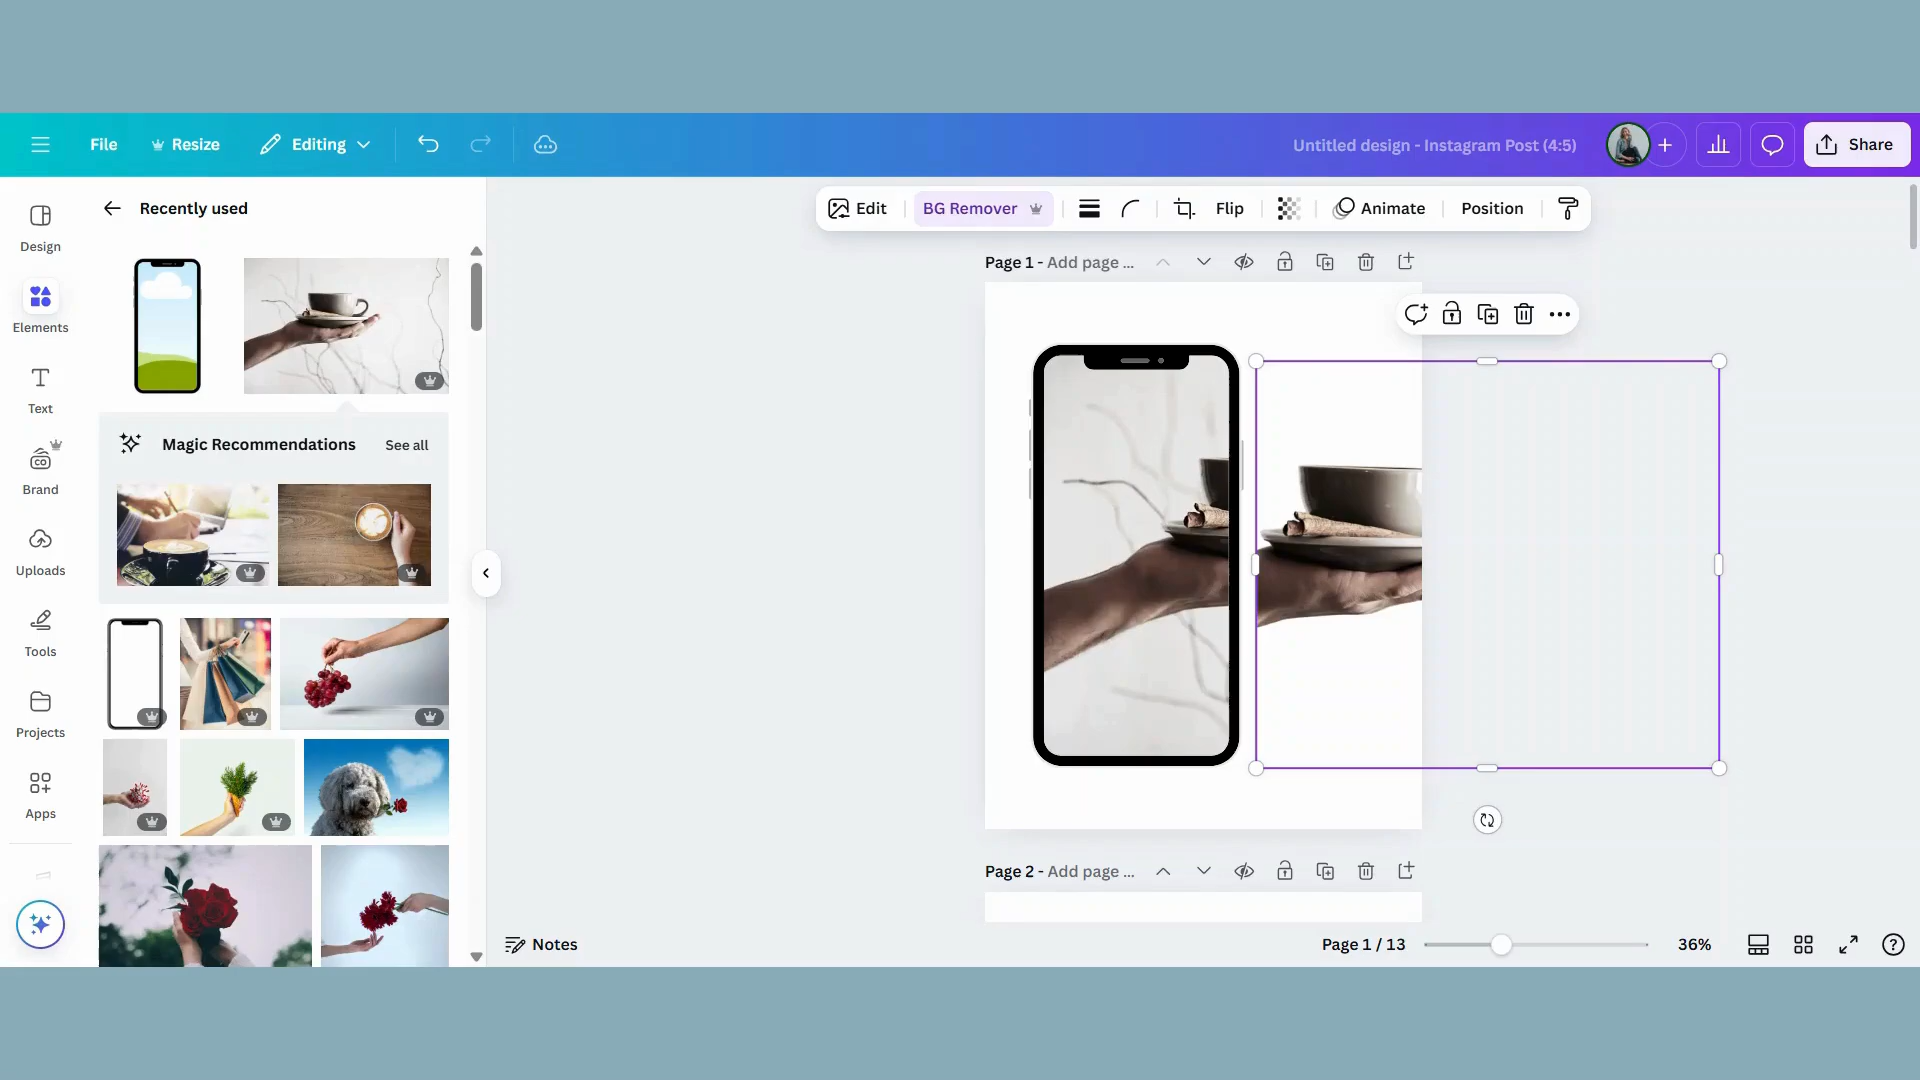 File
Resize
Editing
Untitled design - Instagram Post (4:5)
Share
Design
Elements
Text
CO
Brand
Uploads
Tools
Projects
Apps
Recently used
Magic Recommendations
See all
Edit
BG Remover
Flip
Animate
Position
Page 1 - Add page ...
Page 2 - Add page ...
Notes
Page 1 / 13
36%